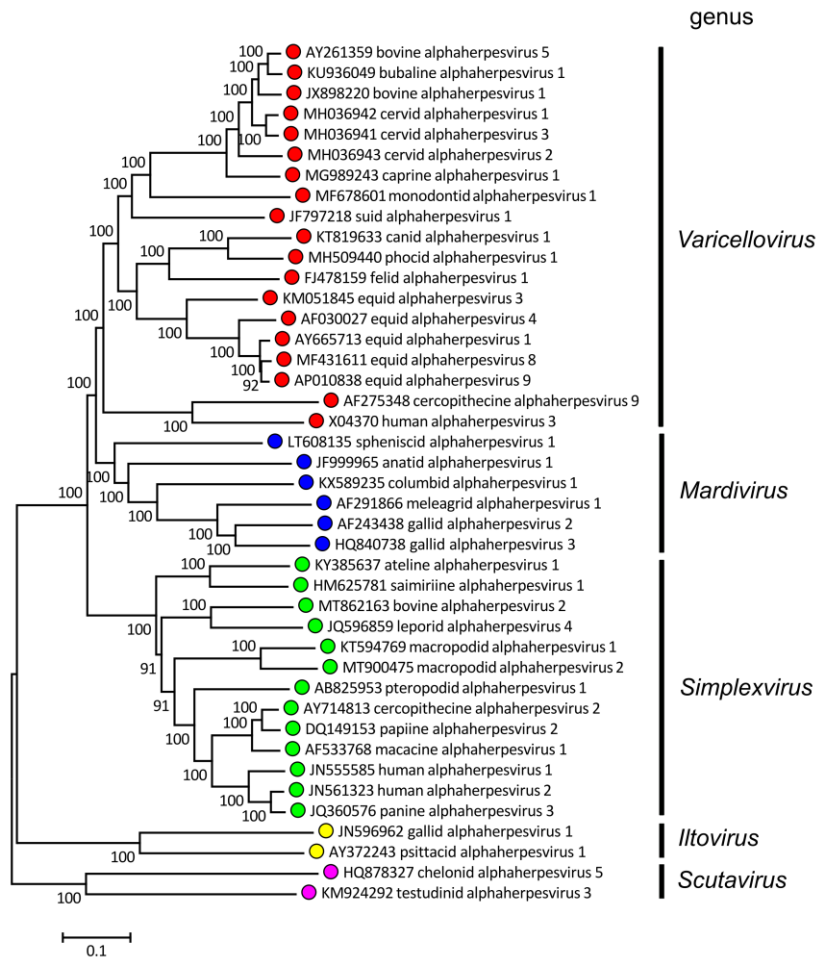 genus
100 AY261359 bovine alphaherpesvirus 5
100 KU936049 bubaline alphaherpesvirus 1
100 JX898220 bovine alphaherpesvirus 1
MH036942 cervid alphaherpesvirus 1
100 100 MH036941 cervid alphaherpesvirus 3
100 MH036943 cervid alphaherpesvirus 2
MG989243 caprine alphaherpesvirus 1
100 MF678601 monodontid alphaherpesvirus 1
100 JF797218 suid alphaherpesvirus 1
100 KT819633 canid alphaherpesvirus 1
100 100 MH509440 phocid alphaherpesvirus 1
FJ478159 felid alphaherpesvirus 1
100 KM051845 equid alphaherpesvirus 3
100 AF030027 equid alphaherpesvirus 4
100 100 AY665713 equid alphaherpesvirus 1
100 MF431611 equid alphaherpesvirus 8
92 AP010838 equid alphaherpesvirus 9
100 AF275348 cercopithecine alphaherpesvirus 9
100 X04370 human alphaherpesvirus 3
Varicellovirus
LT608135 spheniscid alphaherpesvirus 1
100 JF999965 anatid alphaherpesvirus 1
100 100 KX589235 columbid alphaherpesvirus 1
100 AF291866 meleagrid alphaherpesvirus 1
100 AF243438 gallid alphaherpesvirus 2
100 HQ840738 gallid alphaherpesvirus 3
Mardivirus
100 KY385637 ateline alphaherpesvirus 1
HM625781 saimiriine alphaherpesvirus 1
100 MT862163 bovine alphaherpesvirus 2
100 JQ596859 leporid alphaherpesvirus 4
100 KT594769 macropodid alphaherpesvirus 1
MT900475 macropodid alphaherpesvirus 2
91 AB825953 pteropodid alphaherpesvirus 1
91 100 AY714813 cercopithecine alphaherpesvirus 2
100 DQ149153 papiine alphaherpesvirus 2
100 AF533768 macacine alphaherpesvirus 1
100 JN555585 human alphaherpesvirus 1
100 JN561323 human alphaherpesvirus 2
100 JQ360576 panine alphaherpesvirus 3
Simplexvirus
JN596962 gallid alphaherpesvirus 1
100 AY372243 psittacid alphaherpesvirus 1
Iltovirus
HQ878327 chelonid alphaherpesvirus 5
100 KM924292 testudinid alphaherpesvirus 3
Scutavirus
0.1